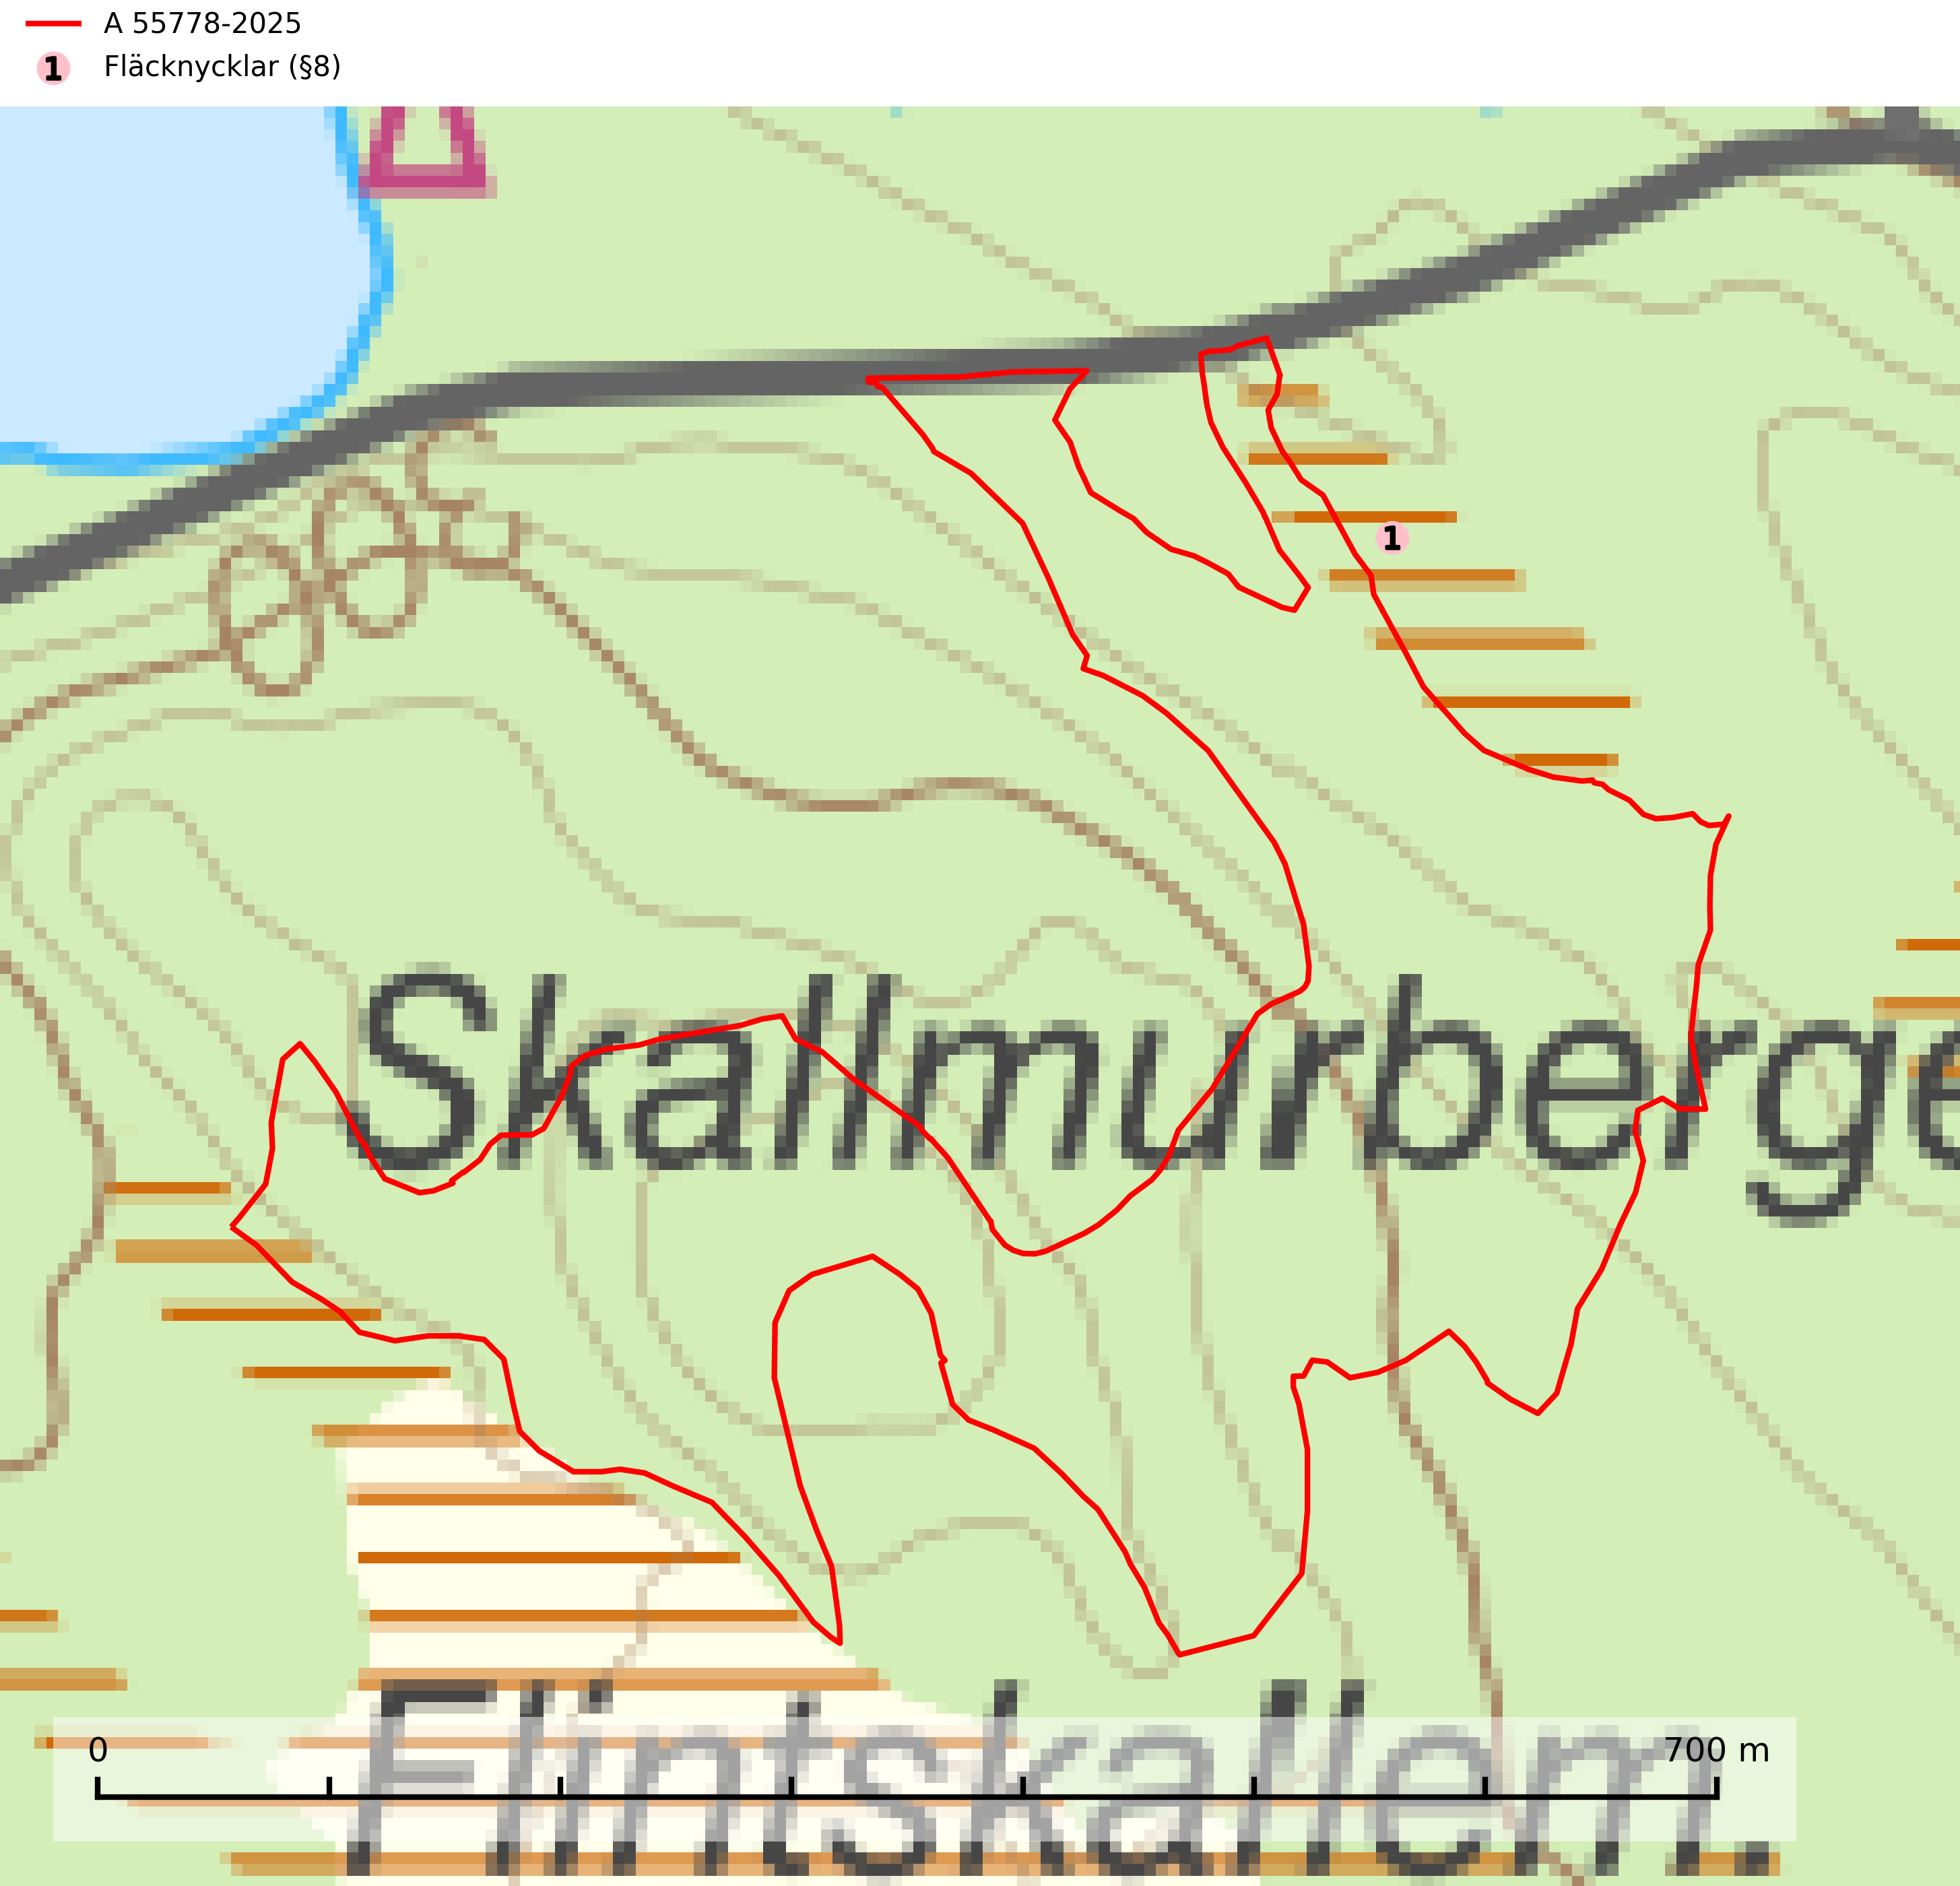 A 55778-2025
1 Fläcknycklar (§8)
1
Skallmurberge
Flintskallen.
0 700 m